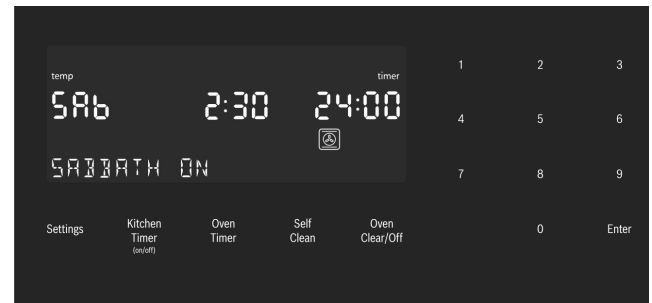 temp timer
SAb 2:30 24:00
SABBATH ON
1 2 3
4 5 6
7 8 9
0 Enter
Settings
Kitchen
Timer
(on/off)
Oven
Timer
Self
Clean
Oven
Clear/Off